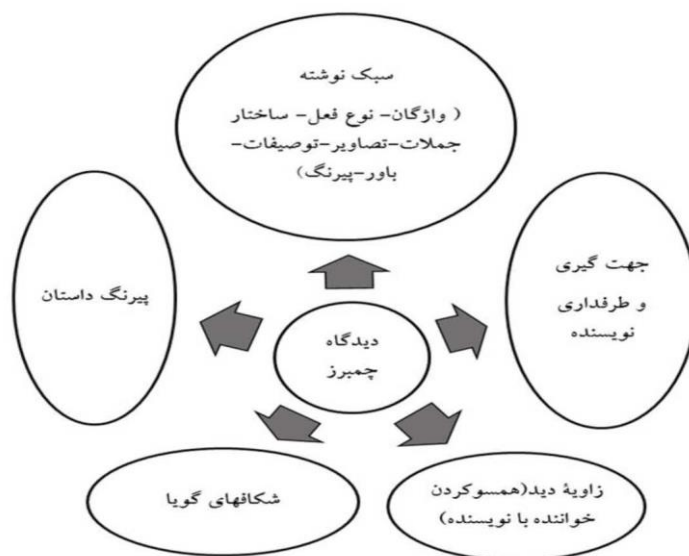 سبک نوشته
( واژگان- نوع فعل- ساختار
جملات-تصاویر-توصیفات-
باور-پیرنگ)
جهت گیری
و طرفداری
نویسنده
پیرنگ داستان
دیدگاه
چمبرز
زاویهٔ دید(همسوکردن
خواننده با نویسنده)
شکافهای گویا